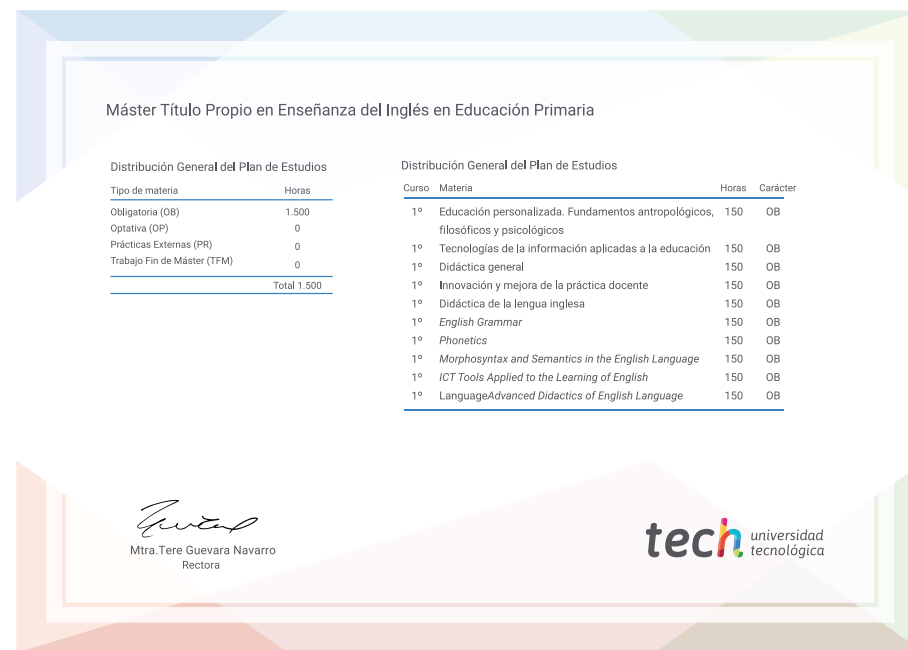 Máster Título Propio en Enseñanza del Inglés en Educación Primaria
Distribución General del Plan de Estudios
Tipo de materia Horas
Obligatoria (OB) 1.500
Optativa (OP) 0
Prácticas Externas (PR) 0
Trabajo Fin de Máster (TFM) 0
Total 1.500
Distribución General del Plan de Estudios
Curso Materia Horas Carácter
1º Educación personalizada. Fundamentos antropológicos, 150 OB
filosóficos y psicológicos
1º Tecnologías de la información aplicadas a la educación 150 OB
1º Didáctica general 150 OB
1º Innovación y mejora de la práctica docente 150 OB
1º Didáctica de la lengua inglesa 150 OB
1º English Grammar 150 OB
1º Phonetics 150 OB
1º Morphosyntax and Semantics in the English Language 150 OB
1º ICT Tools Applied to the Learning of English 150 OB
1º LanguageAdvanced Didactics of English Language 150 OB
Mtra.Tere Guevara Navarro
Rectora
tech universidad
tecnológica